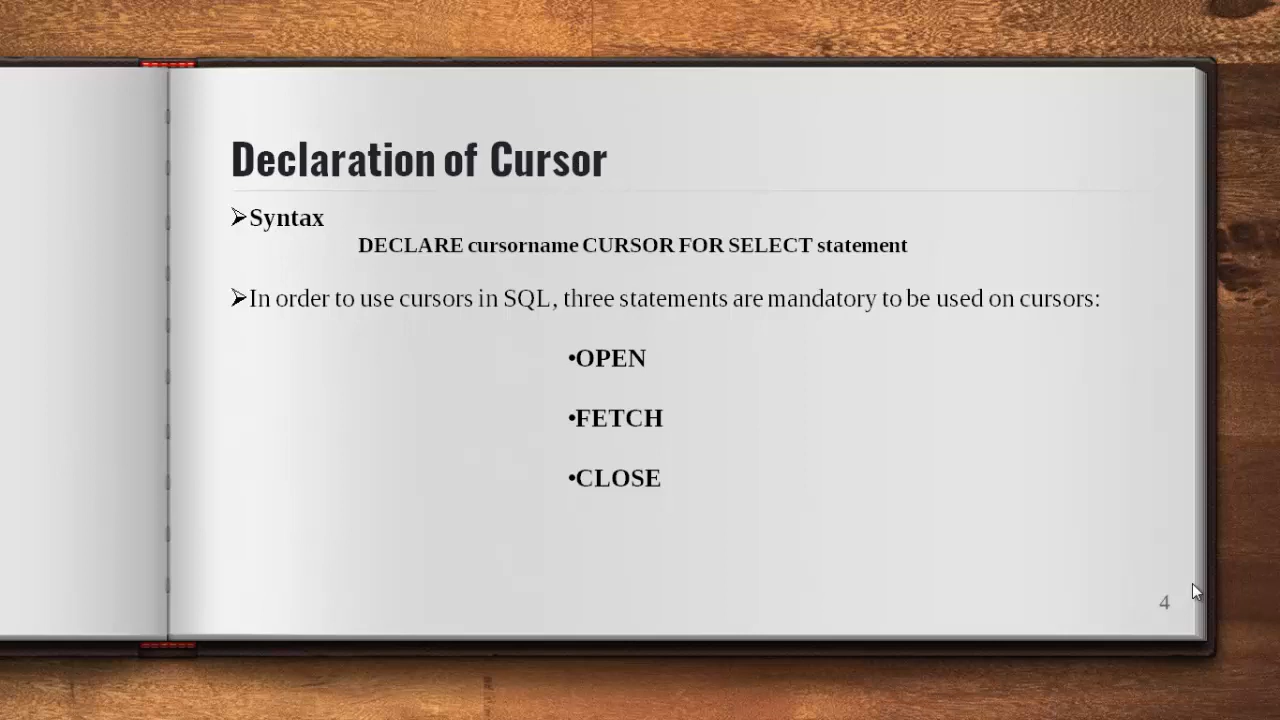 Declaration of Cursor
➢Syntax
DECLARE cursorname CURSOR FOR SELECT statement
➢In order to use cursors in SQL, three statements are mandatory to be used on cursors:
•OPEN
•FETCH
•CLOSE
4